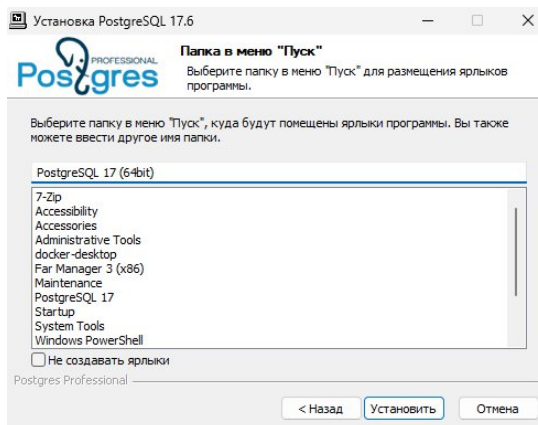 Установка PostgreSQL 17.6
PROFESSIONAL
Postgres
Папка в меню "Пуск"
Выберите папку в меню "Пуск" для размещения ярлыков
программы.
Выберите папку в меню "Пуск", куда будут помещены ярлыки программы. Вы также
можете ввести другое имя папки.
PostgreSQL 17 (64bit)
7-Zip
Accessibility
Accessories
Administrative Tools
docker-desktop
Far Manager 3 (x86)
Maintenance
PostgreSQL 17
Startup
System Tools
Windows PowerShell
Не создавать ярлыки
Postgres Professional
< Назад Установить Отмена